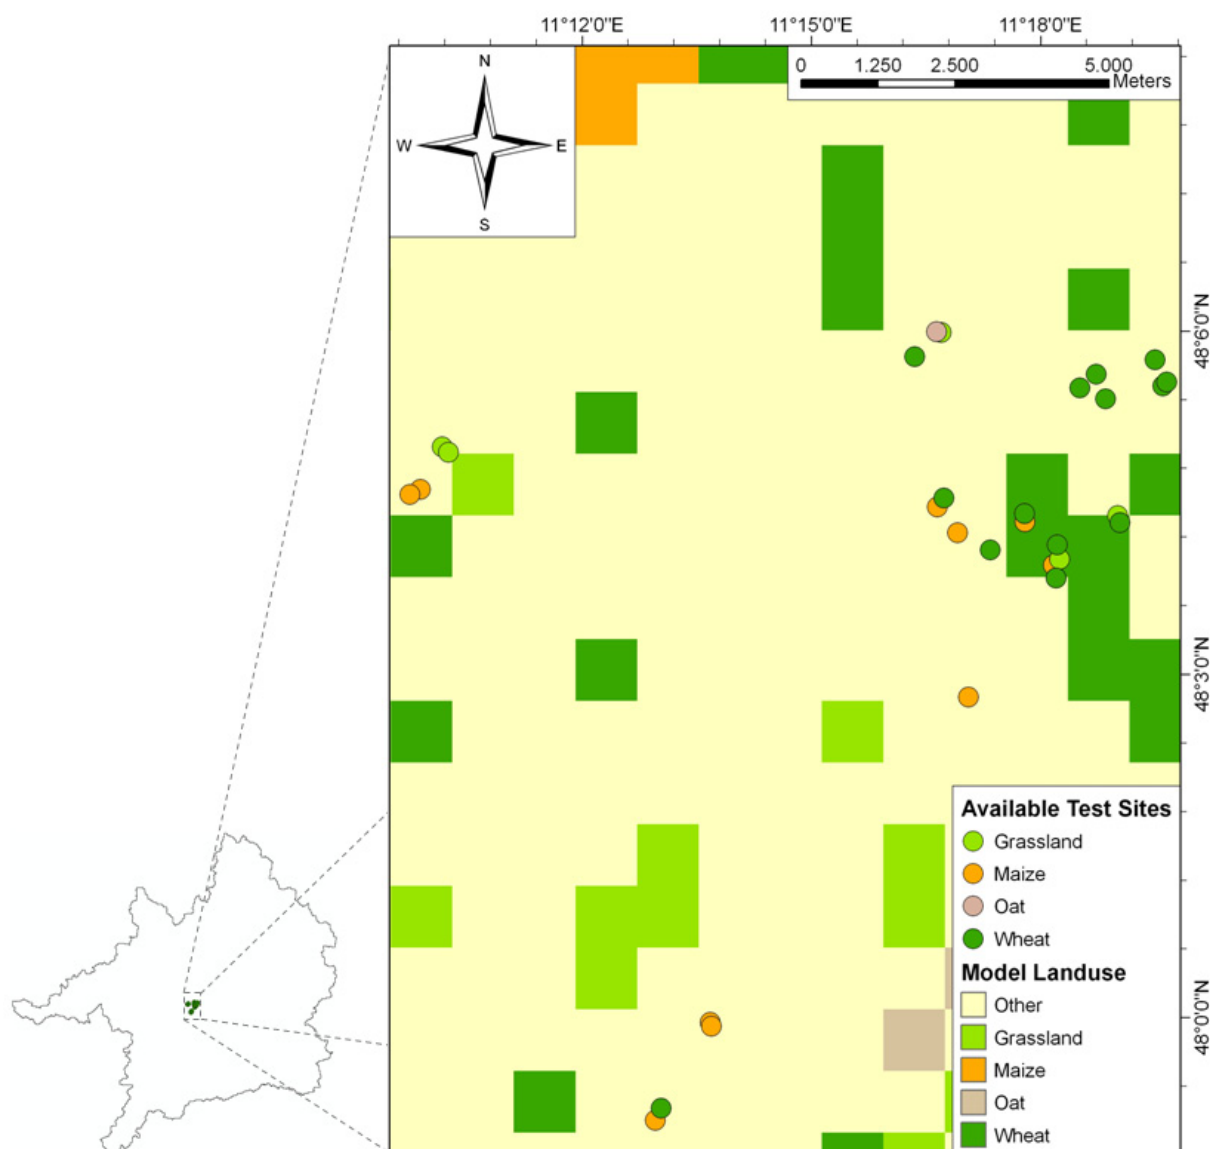 11°12'0"E 11°15'0"E 11°18'0"E
N
W E
S
0 1.250 2.500 5.000
Meters
48°6'0"N
48°3'0"N
48°0'0"N
Available Test Sites
Grassland
Maize
Oat
Wheat
Model Landuse
Other
Grassland
Maize
Oat
Wheat